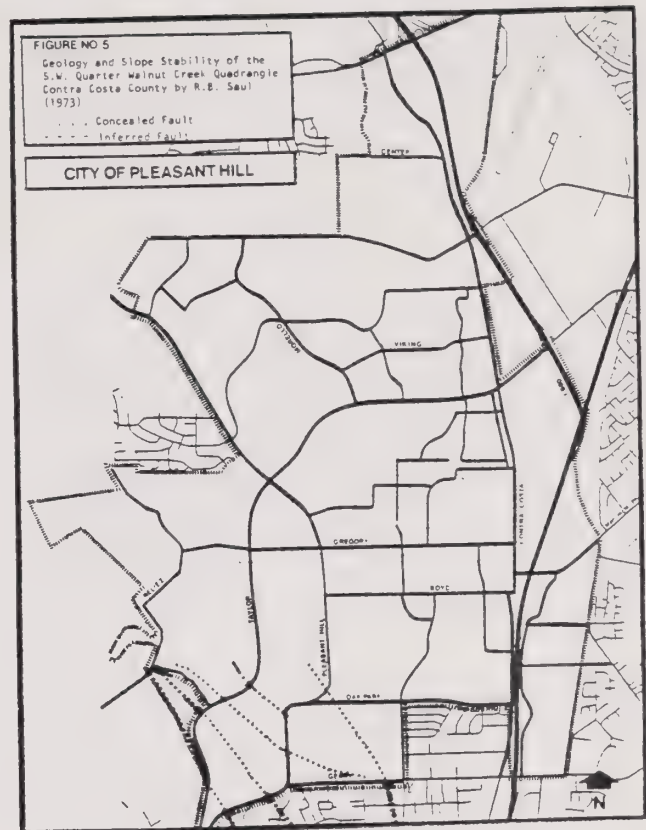 FIGURE NO 5
Geology and Slope Stability of the
S.W. Quarter Walnut Creek Quadrangle
Contra Costa County by R.B. Saul
(1973)
. . . Concealed Fault
- - - - Inferred Fault
CITY OF PLEASANT HILL
CENTER
MORELLO
VIKING
CONTRA COSTA
GREGORY
BOYD
TAYLOR
PLEASANT HILL
OAK PARK
N